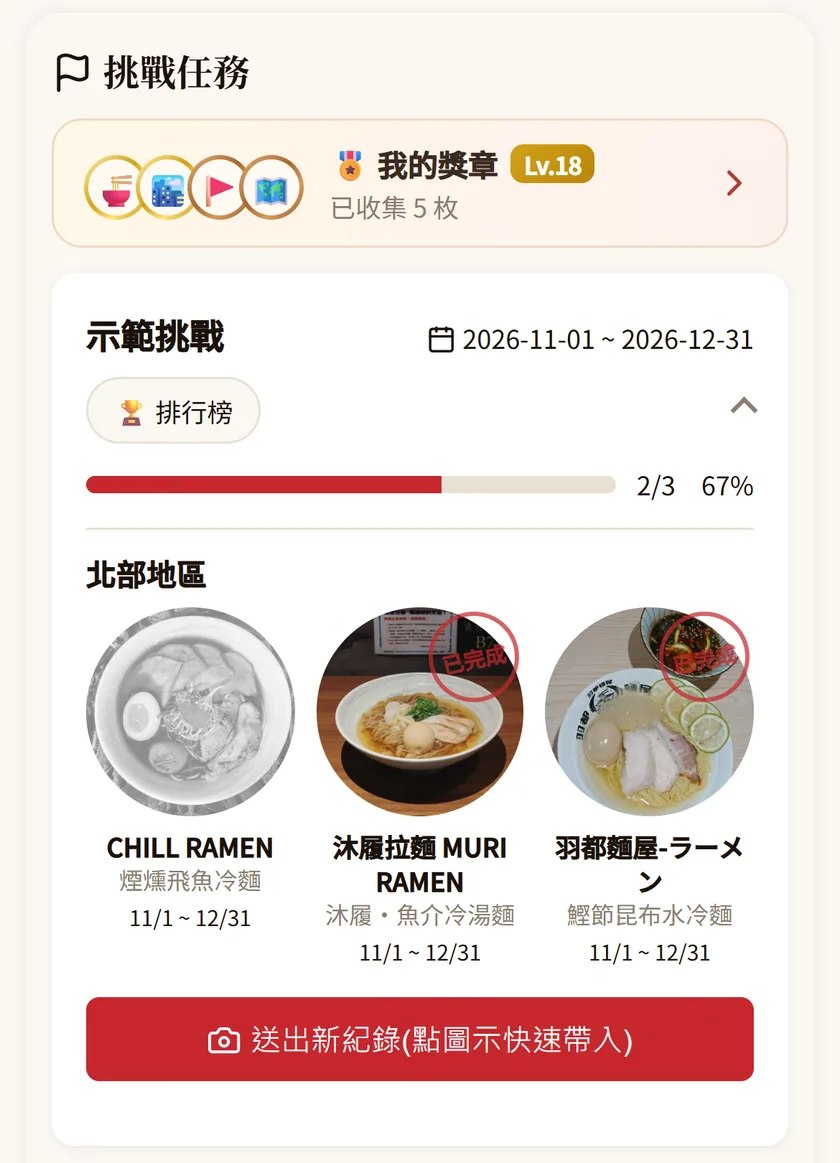 挑戰任務
我的獎章 Lv.18
已收集 5 枚
示範挑戰 2026-11-01 ~ 2026-12-31
排行榜
2/3 67%
北部地區
已完成 已完成
羽都
CHILL RAMEN
煙燻飛魚冷麵
11/1 ~ 12/31
沐履拉麵 MURI
RAMEN
沐履・魚介冷湯麵
11/1 ~ 12/31
羽都麵屋-ラーメ
ン
鰹節昆布水冷麵
11/1 ~ 12/31
送出新紀錄(點圖示快速帶入)